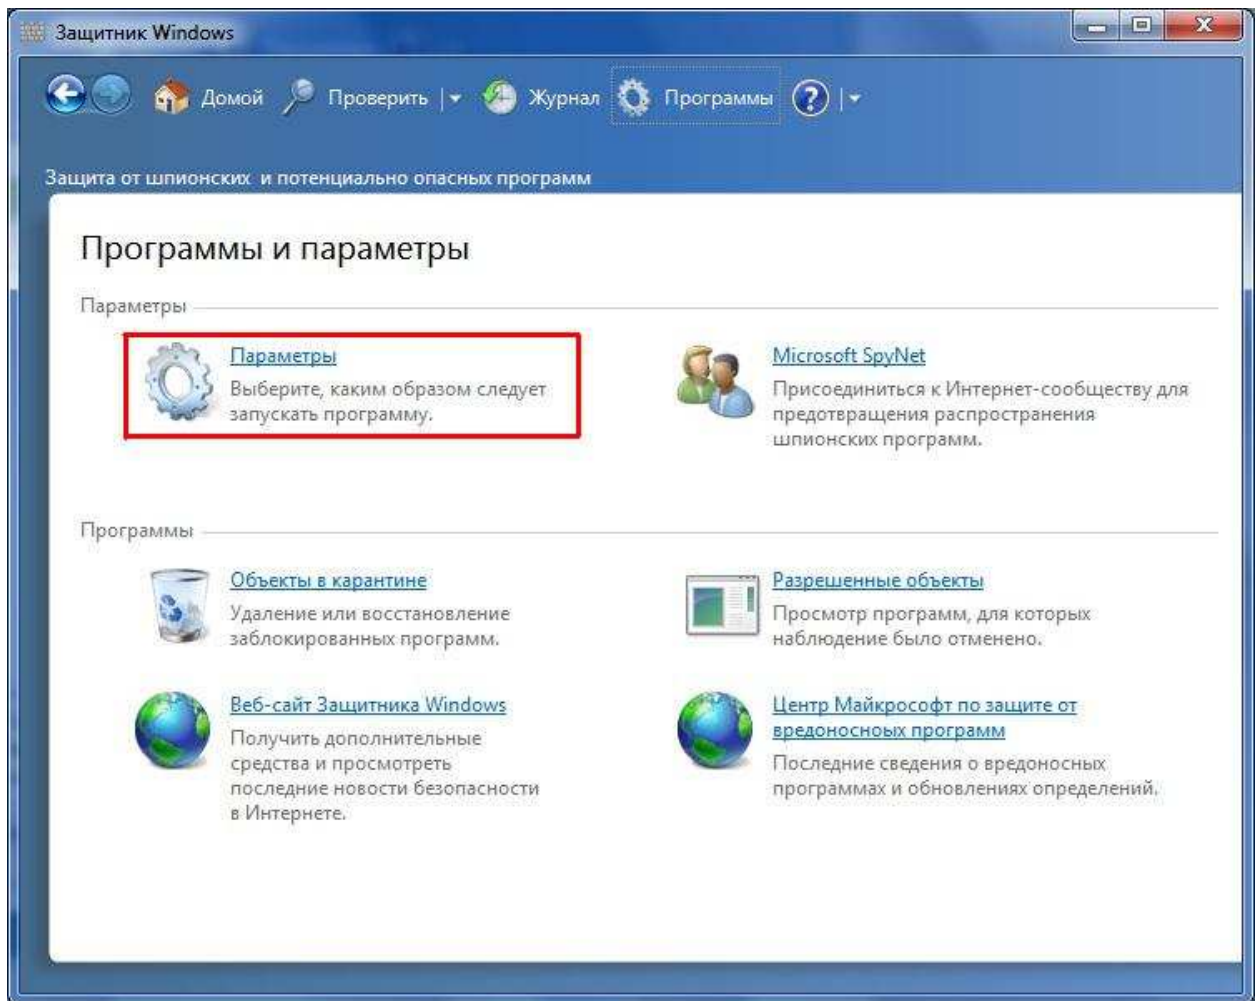 Защитник Windows
Домой Проверить Журнал Программы ?
Защита от шпионских и потенциально опасных программ
Программы и параметры
Параметры
Параметры
Выберите, каким образом следует
запускать программу.
Microsoft SpyNet
Присоединиться к Интернет-сообществу для
предотвращения распространения
шпионских программ.
Программы
Объекты в карантине
Удаление или восстановление
заблокированных программ.
Разрешенные объекты
Просмотр программ, для которых
наблюдение было отменено.
Веб-сайт Защитника Windows
Получить дополнительные
средства и просмотреть
последние новости безопасности
в Интернете.
Центр Майкрософт по защите от
вредоносноых программ
Последние сведения о вредоносных
программах и обновлениях определений.